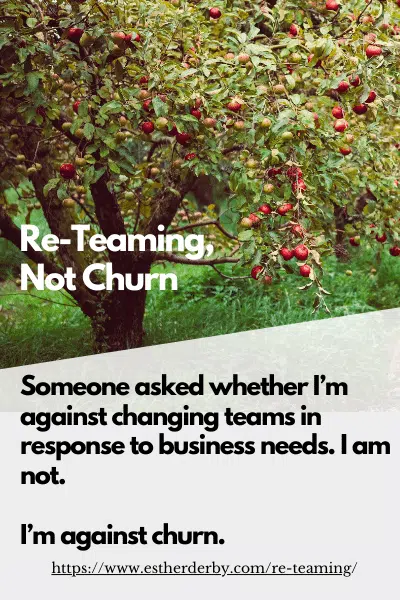 Re-Teaming,
Not Churn
Someone asked whether I’m
against changing teams in
response to business needs. I am
not.
I’m against churn.
https://www.estherderby.com/re-teaming/